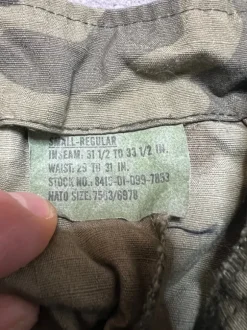 SMALL-REGULAR
INSEAM: 31 1/2 TO 33 1/2 IN.
WAIST: 25 TO 31 IN.
STOCK NO.: 8415-01-099-7853
NATO SIZE: 7583/6978